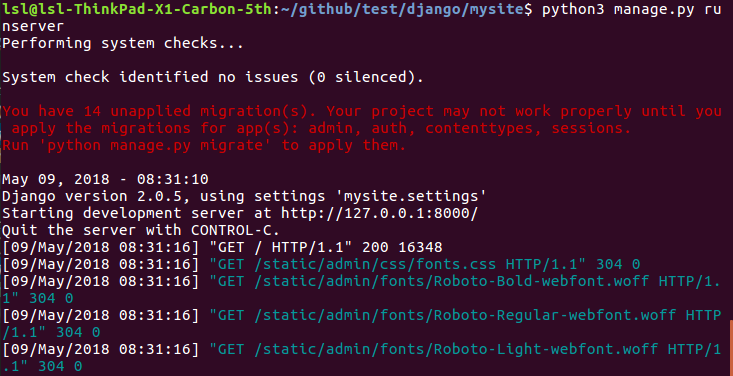 lsl@lsl-ThinkPad-X1-Carbon-5th:~/github/test/django/mysite$ python3 manage.py ru
nserver
Performing system checks...
System check identified no issues (0 silenced).
You have 14 unapplied migration(s). Your project may not work properly until you
 apply the migrations for app(s): admin, auth, contenttypes, sessions.
Run 'python manage.py migrate' to apply them.
May 09, 2018 - 08:31:10
Django version 2.0.5, using settings 'mysite.settings'
Starting development server at http://127.0.0.1:8000/
Quit the server with CONTROL-C.
[09/May/2018 08:31:16] "GET / HTTP/1.1" 200 16348
[09/May/2018 08:31:16] "GET /static/admin/css/fonts.css HTTP/1.1" 304 0
[09/May/2018 08:31:16] "GET /static/admin/fonts/Roboto-Bold-webfont.woff HTTP/1.
1" 304 0
[09/May/2018 08:31:16] "GET /static/admin/fonts/Roboto-Regular-webfont.woff HTTP
/1.1" 304 0
[09/May/2018 08:31:16] "GET /static/admin/fonts/Roboto-Light-webfont.woff HTTP/1
.1" 304 0